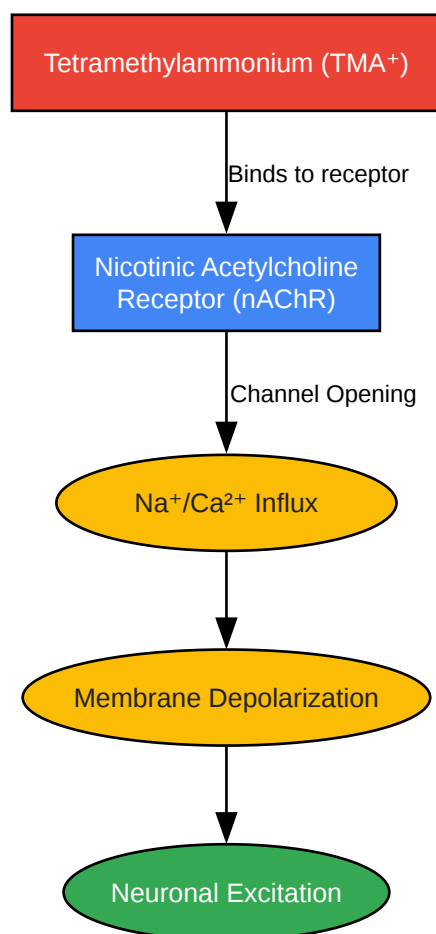 Tetramethylammonium (TMA⁺)
Binds to receptor
Nicotinic Acetylcholine
Receptor (nAChR)
Channel Opening
Na⁺/Ca²⁺ Influx
Membrane Depolarization
Neuronal Excitation